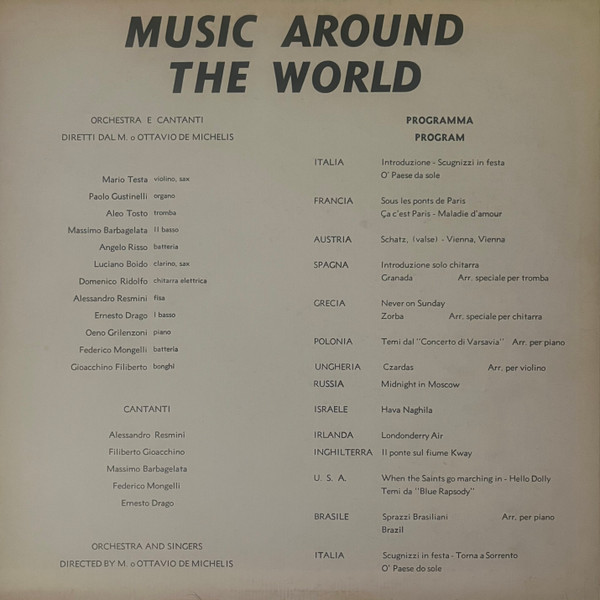 MUSIC AROUND
THE WORLD
ORCHESTRA E CANTANTI
DIRETTI DAL M. o OTTAVIO DE MICHELIS
Mario Testa violino, sax
Paolo Gustinelli organo
Aleo Tosto tromba
Massimo Barbagelata II basso
Angelo Risso batteria
Luciano Boido clarino, sax
Domenico Ridolfo chitarra elettrica
Alessandro Resmini fisa
Ernesto Drago I basso
Oeno Grilenzoni piano
Federico Mongelli batteria
Gioacchino Filiberto bonghi
CANTANTI
Alessandro Resmini
Filiberto Gioacchino
Massimo Barbagelata
Federico Mongelli
Ernesto Drago
ORCHESTRA AND SINGERS
DIRECTED BY M. o OTTAVIO DE MICHELIS
PROGRAMMA
PROGRAM
ITALIA Introduzione - Scugnizzi in festa
O' Paese da sole
FRANCIA Sous les ponts de Paris
Ça c'est Paris - Maladie d'amour
AUSTRIA Schatz, (valse) - Vienna, Vienna
SPAGNA Introduzione solo chitarra
Granada Arr. speciale per tromba
GRECIA Never on Sunday
Zorba Arr. speciale per chitarra
POLONIA Temi dal "Concerto di Varsavia" Arr. per piano
UNGHERIA Czardas Arr. per violino
RUSSIA Midnight in Moscow
ISRAELE Hava Naghila
IRLANDA Londonderry Air
INGHILTERRA Il ponte sul fiume Kway
U. S. A. When the Saints go marching in - Hello Dolly
Temi da "Blue Rapsody"
BRASILE Sprazzi Brasiliani Arr. per piano
Brazil
ITALIA Scugnizzi in festa - Torna a Sorrento
O' Paese do sole